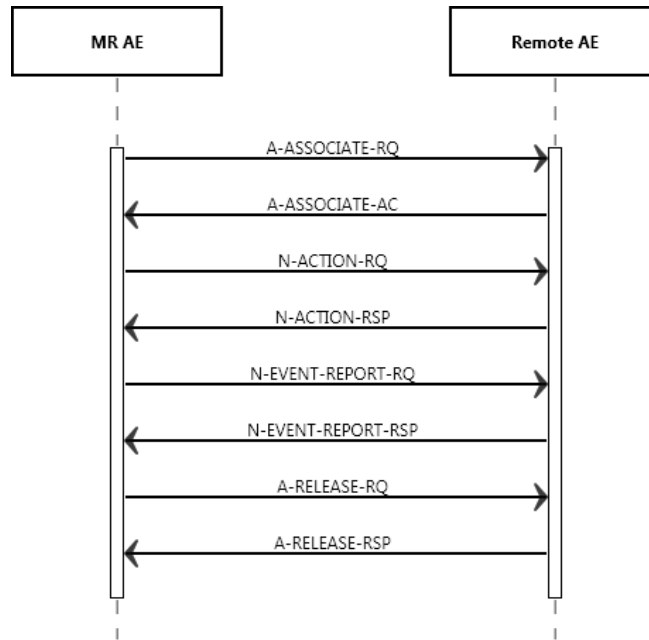 MR AE
Remote AE
A-ASSOCIATE-RQ
A-ASSOCIATE-AC
N-ACTION-RQ
N-ACTION-RSP
N-EVENT-REPORT-RQ
N-EVENT-REPORT-RSP
A-RELEASE-RQ
A-RELEASE-RSP